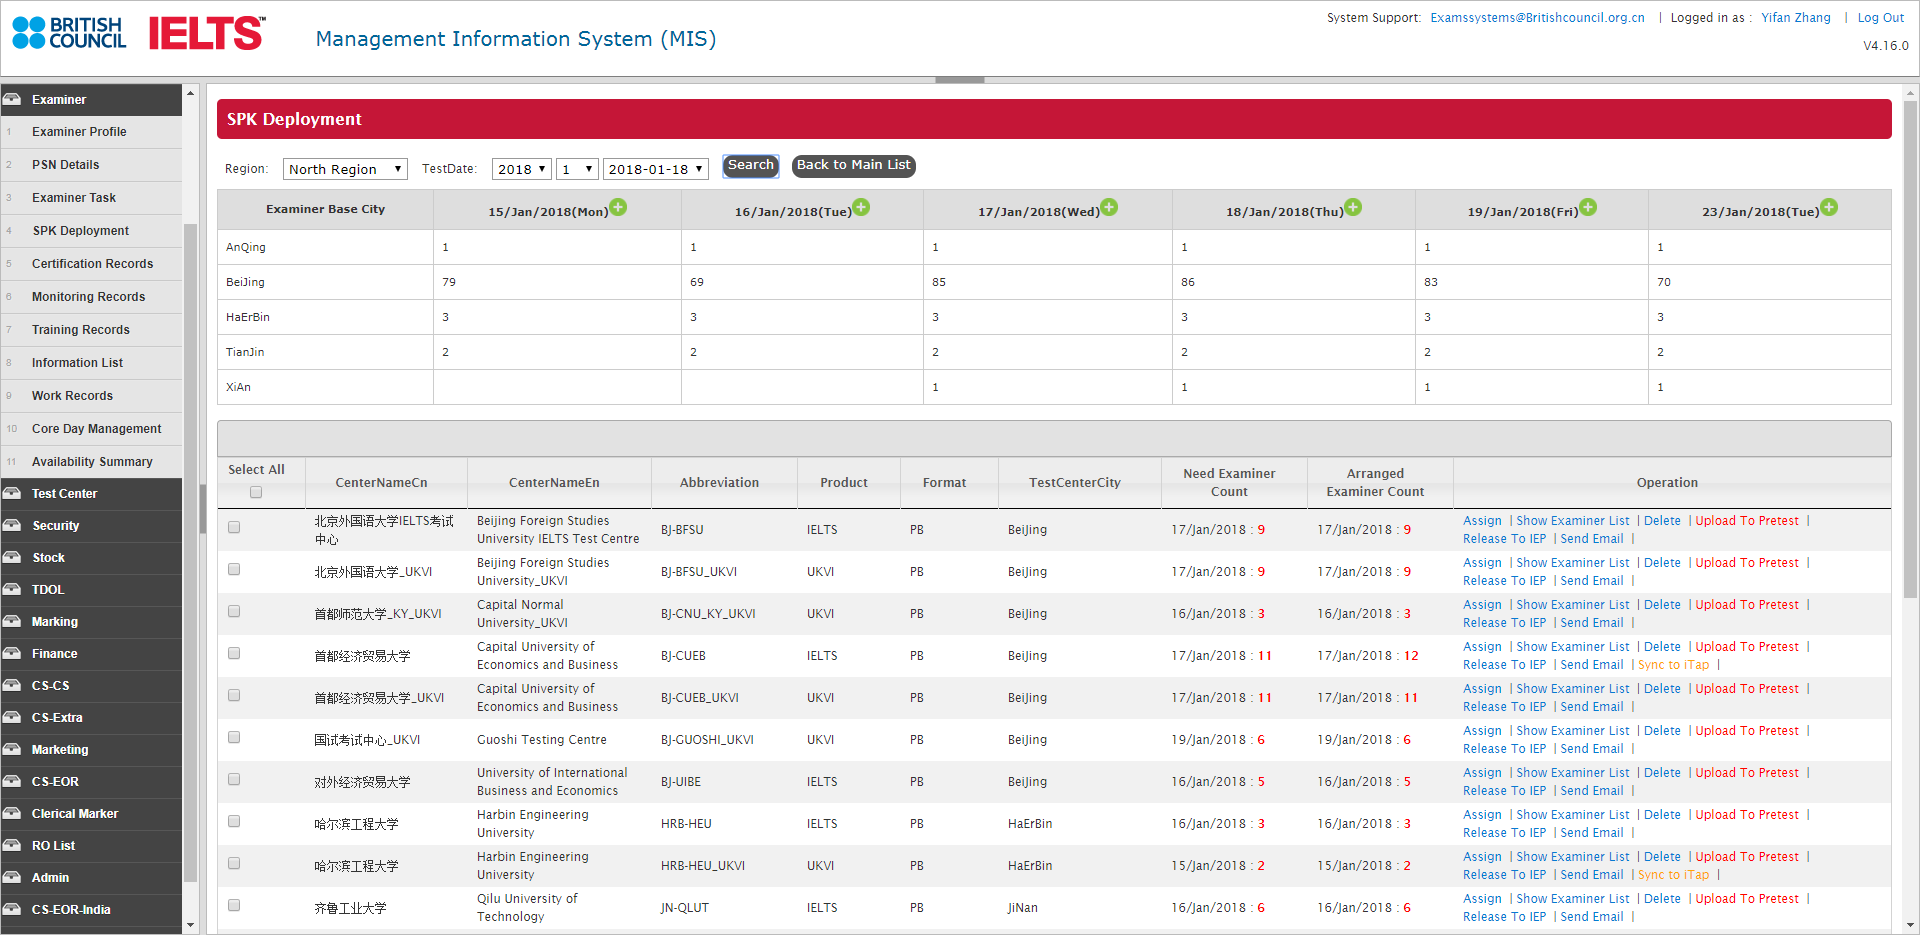 BRITISH COUNCIL IELTS™ Management Information System (MIS)
System Support: Examssystems@Britishcouncil.org.cn | Logged in as : Yifan Zhang | Log Out
V4.16.0
Examiner
1 Examiner Profile
2 PSN Details
3 Examiner Task
4 SPK Deployment
5 Certification Records
6 Monitoring Records
7 Training Records
8 Information List
9 Work Records
10 Core Day Management
11 Availability Summary
Test Center
Security
Stock
TDOL
Marking
Finance
CS-CS
CS-Extra
Marketing
CS-EOR
Clerical Marker
RO List
Admin
CS-EOR-India
SPK Deployment
Region: North Region TestDate: 2018 1 2018-01-18 Search Back to Main List
Examiner Base City 15/Jan/2018(Mon) 16/Jan/2018(Tue) 17/Jan/2018(Wed) 18/Jan/2018(Thu) 19/Jan/2018(Fri) 23/Jan/2018(Tue)
AnQing 1 1 1 1 1 1
BeiJing 79 69 85 86 83 70
HaErBin 3 3 3 3 3 3
TianJin 2 2 2 2 2 2
XiAn 1 1 1 1
Select All CenterNameCn CenterNameEn Abbreviation Product Format TestCenterCity Need Examiner Count Arranged Examiner Count Operation
北京外国语大学IELTS考试中心 Beijing Foreign Studies University IELTS Test Centre BJ-BFSU IELTS PB BeiJing 17/Jan/2018 : 9 17/Jan/2018 : 9 Assign | Show Examiner List | Delete | Upload To Pretest | Release To IEP | Send Email |
北京外国语大学_UKVI Beijing Foreign Studies University_UKVI BJ-BFSU_UKVI UKVI PB BeiJing 17/Jan/2018 : 9 17/Jan/2018 : 9 Assign | Show Examiner List | Delete | Upload To Pretest | Release To IEP | Send Email |
首都师范大学_KY_UKVI Capital Normal University_UKVI BJ-CNU_KY_UKVI UKVI PB BeiJing 16/Jan/2018 : 3 16/Jan/2018 : 3 Assign | Show Examiner List | Delete | Upload To Pretest | Release To IEP | Send Email |
首都经济贸易大学 Capital University of Economics and Business BJ-CUEB IELTS PB BeiJing 17/Jan/2018 : 11 17/Jan/2018 : 12 Assign | Show Examiner List | Delete | Upload To Pretest | Release To IEP | Send Email | Sync to iTap |
首都经济贸易大学_UKVI Capital University of Economics and Business BJ-CUEB_UKVI UKVI PB BeiJing 17/Jan/2018 : 11 17/Jan/2018 : 11 Assign | Show Examiner List | Delete | Upload To Pretest | Release To IEP | Send Email |
国试考试中心_UKVI Guoshi Testing Centre BJ-GUOSHI_UKVI UKVI PB BeiJing 19/Jan/2018 : 6 19/Jan/2018 : 6 Assign | Show Examiner List | Delete | Upload To Pretest | Release To IEP | Send Email |
对外经济贸易大学 University of International Business and Economics BJ-UIBE IELTS PB BeiJing 16/Jan/2018 : 5 16/Jan/2018 : 5 Assign | Show Examiner List | Delete | Upload To Pretest | Release To IEP | Send Email |
哈尔滨工程大学 Harbin Engineering University HRB-HEU IELTS PB HaErBin 16/Jan/2018 : 3 16/Jan/2018 : 3 Assign | Show Examiner List | Delete | Upload To Pretest | Release To IEP | Send Email |
哈尔滨工程大学 Harbin Engineering University HRB-HEU_UKVI UKVI PB HaErBin 15/Jan/2018 : 2 15/Jan/2018 : 2 Assign | Show Examiner List | Delete | Upload To Pretest | Release To IEP | Send Email | Sync to iTap |
齐鲁工业大学 Qilu University of Technology JN-QLUT IELTS PB JiNan 16/Jan/2018 : 6 16/Jan/2018 : 6 Assign | Show Examiner List | Delete | Upload To Pretest | Release To IEP | Send Email |